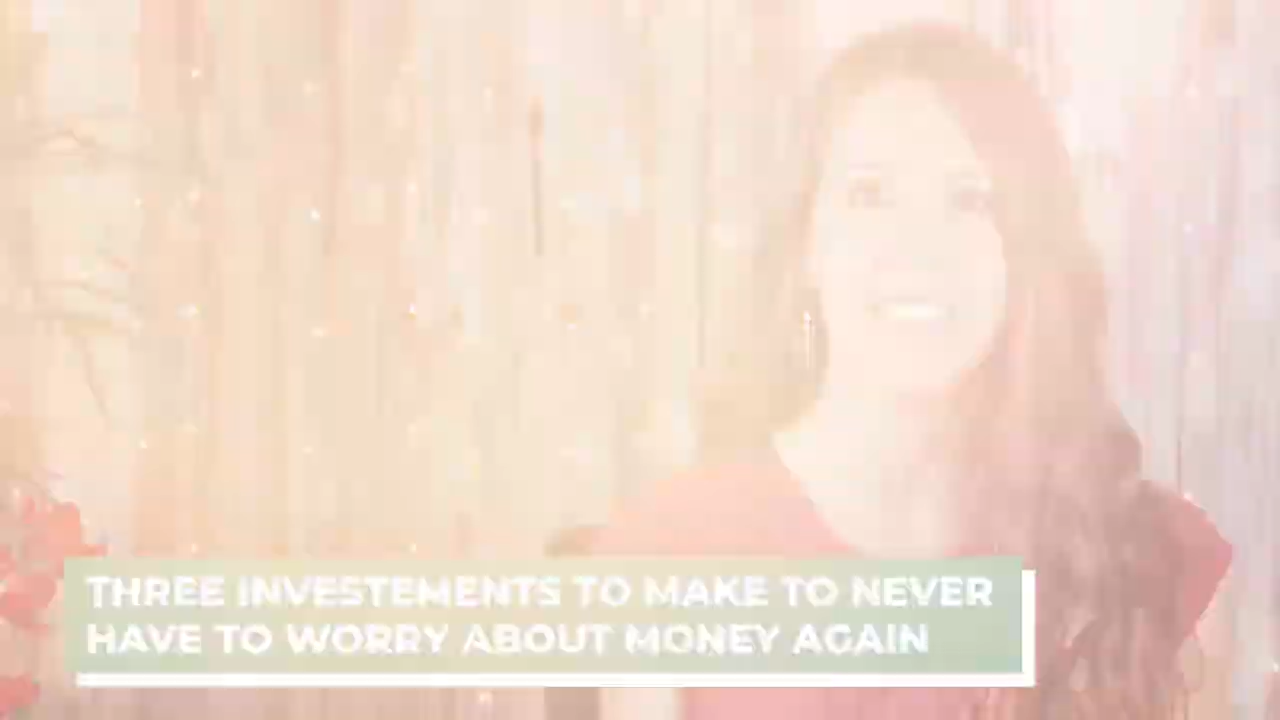 THREE INVESTEMENTS TO MAKE TO NEVER
HAVE TO WORRY ABOUT MONEY AGAIN